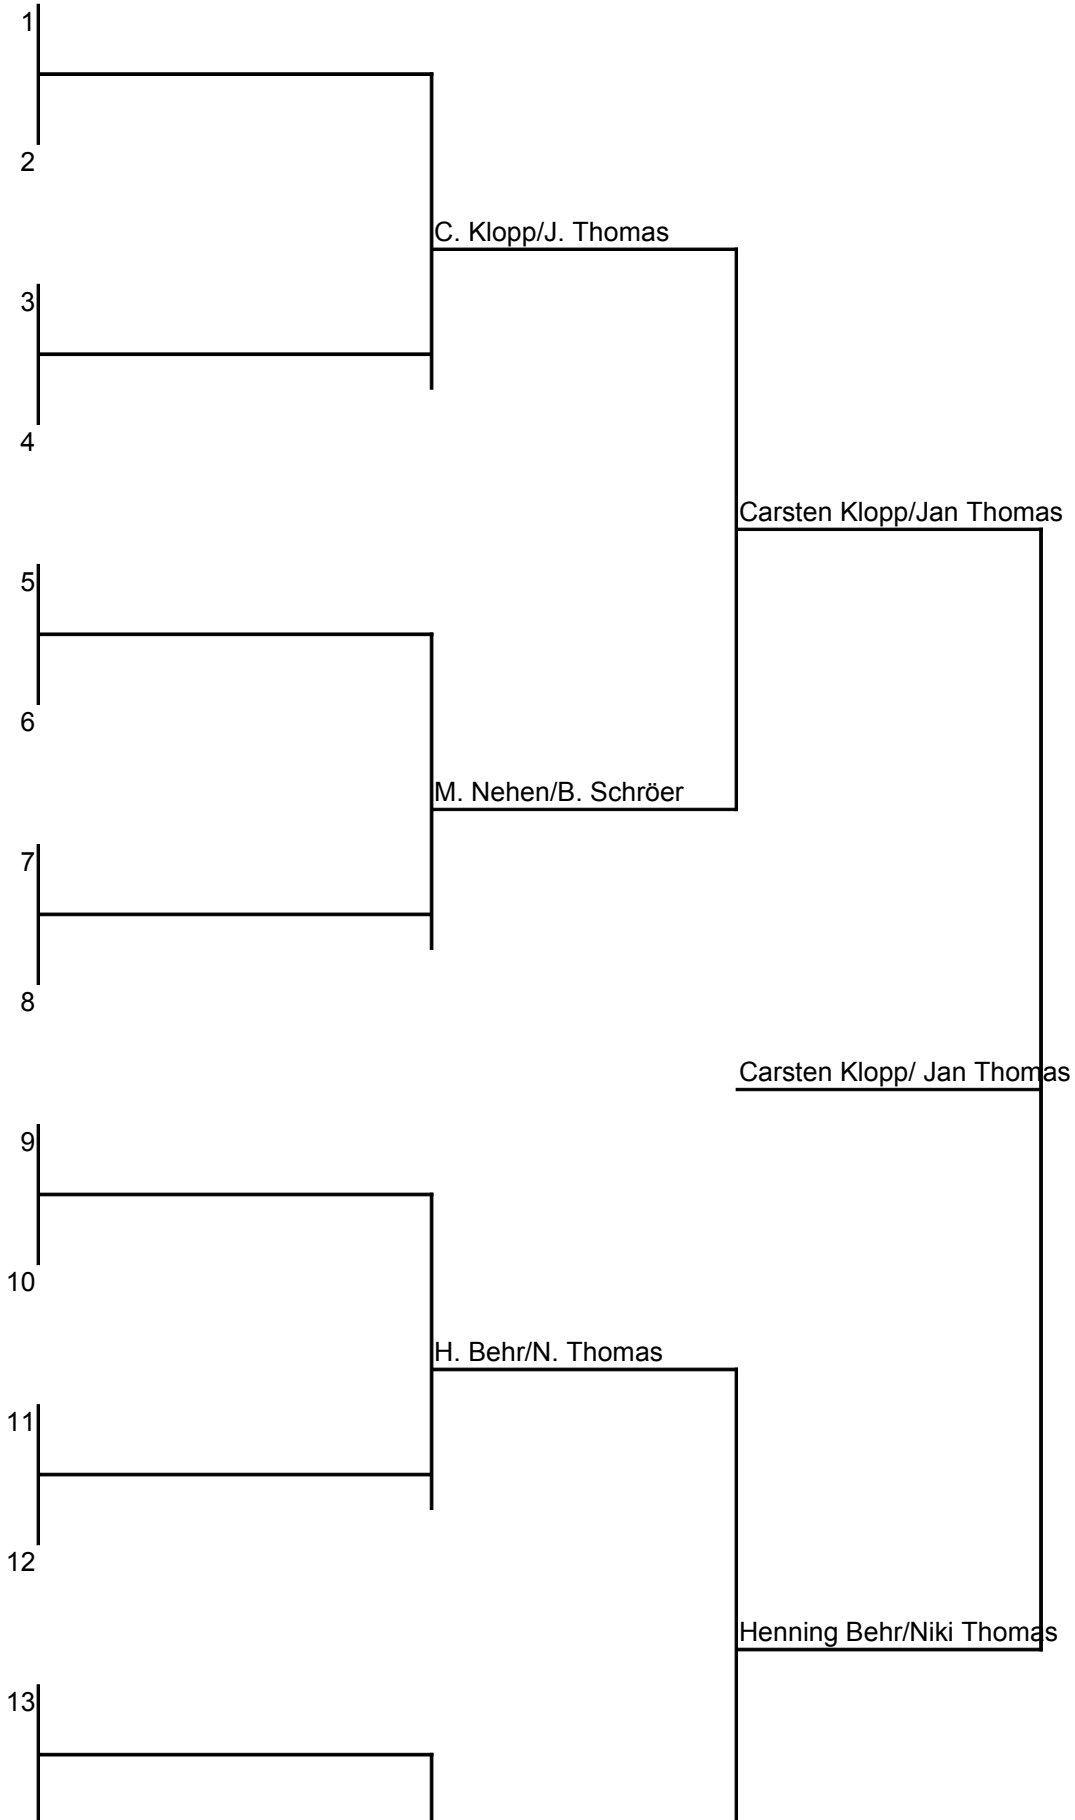 1
2
C. Klopp/J. Thomas
3
4
Carsten Klopp/Jan Thomas
5
6
M. Nehen/B. Schröer
7
8
Carsten Klopp/ Jan Thomas
9
10
H. Behr/N. Thomas
11
12
Henning Behr/Niki Thomas
13